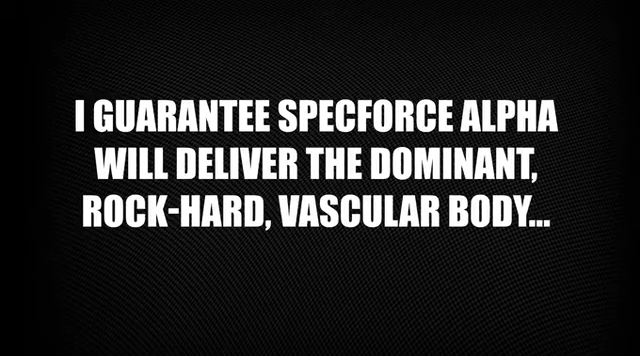 I GUARANTEE SPECFORCE ALPHA
WILL DELIVER THE DOMINANT,
ROCK-HARD, VASCULAR BODY...